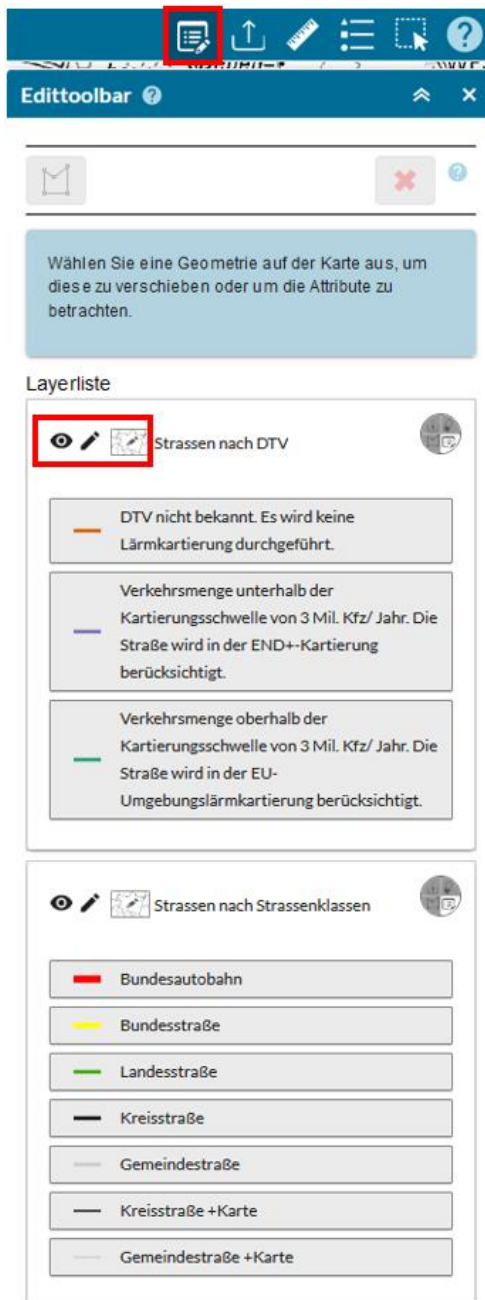 Edittoolbar
Wählen Sie eine Geometrie auf der Karte aus, um
diese zu verschieben oder um die Attribute zu
betrachten.
Layerliste
Strassen nach DTV
DTV nicht bekannt. Es wird keine
Lärmkartierung durchgeführt.
Verkehrsmenge unterhalb der
Kartierungsschwelle von 3 Mil. Kfz/ Jahr. Die
Straße wird in der END+-Kartierung
berücksichtigt.
Verkehrsmenge oberhalb der
Kartierungsschwelle von 3 Mil. Kfz/ Jahr. Die
Straße wird in der EU-
Umgebungslärmkartierung berücksichtigt.
Strassen nach Strassenklassen
Bundesautobahn
Bundesstraße
Landesstraße
Kreisstraße
Gemeindestraße
Kreisstraße +Karte
Gemeindestraße +Karte